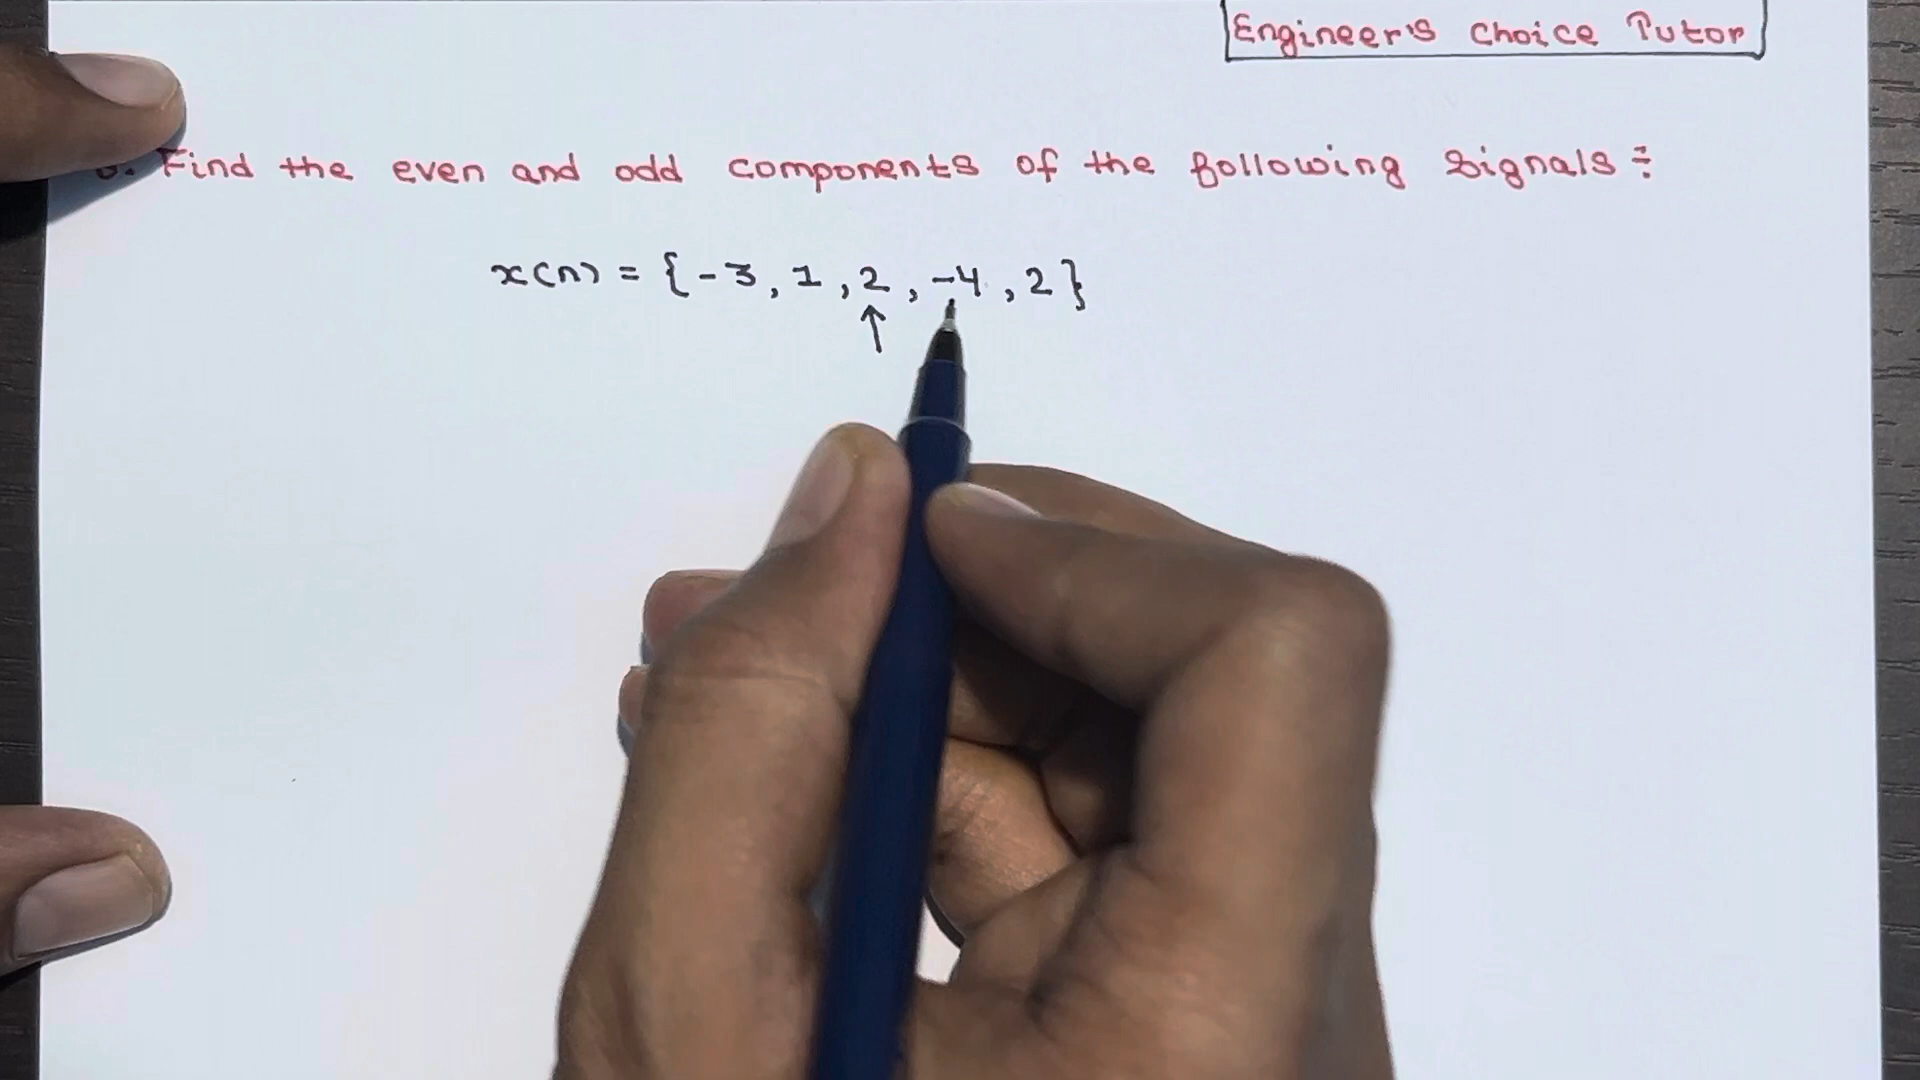 Engineer's Choice Tutor
Find the even and odd components of the following Signals ÷
x(n) = { -3, 1, 2, -4, 2 }
↑